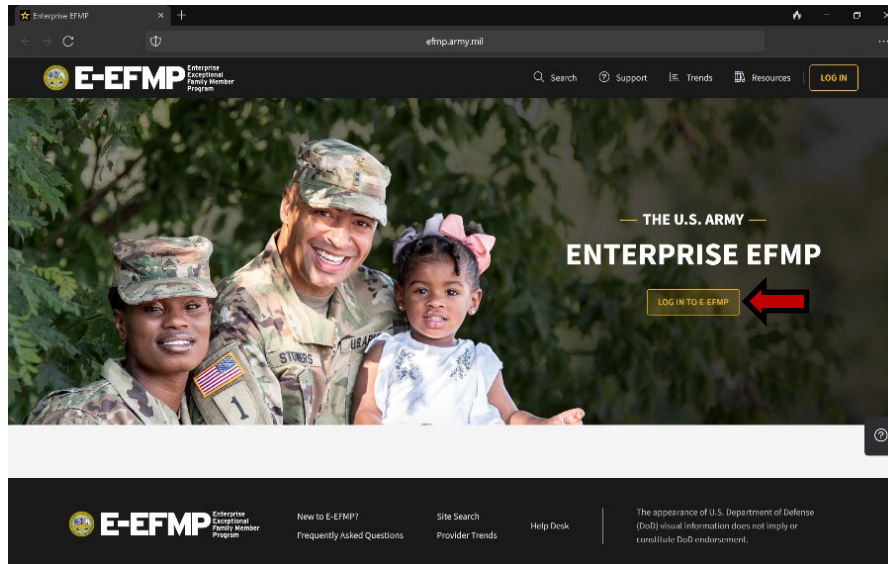 Enterprise EFMP
efmp.army.mil
E-EFMP
Enterprise
Exceptional
Family Member
Program
Search
Support
Trends
Resources
LOG IN
THE U.S. ARMY
ENTERPRISE EFMP
LOG IN TO E-EFMP
U.S. ARMY
1
E-EFMP
Enterprise
Exceptional
Family Member
Program
New to E-EFMP?
Frequently Asked Questions
Site Search
Provider Trends
Help Desk
The appearance of U.S. Department of Defense
(DoD) visual information does not imply or
constitute DoD endorsement.